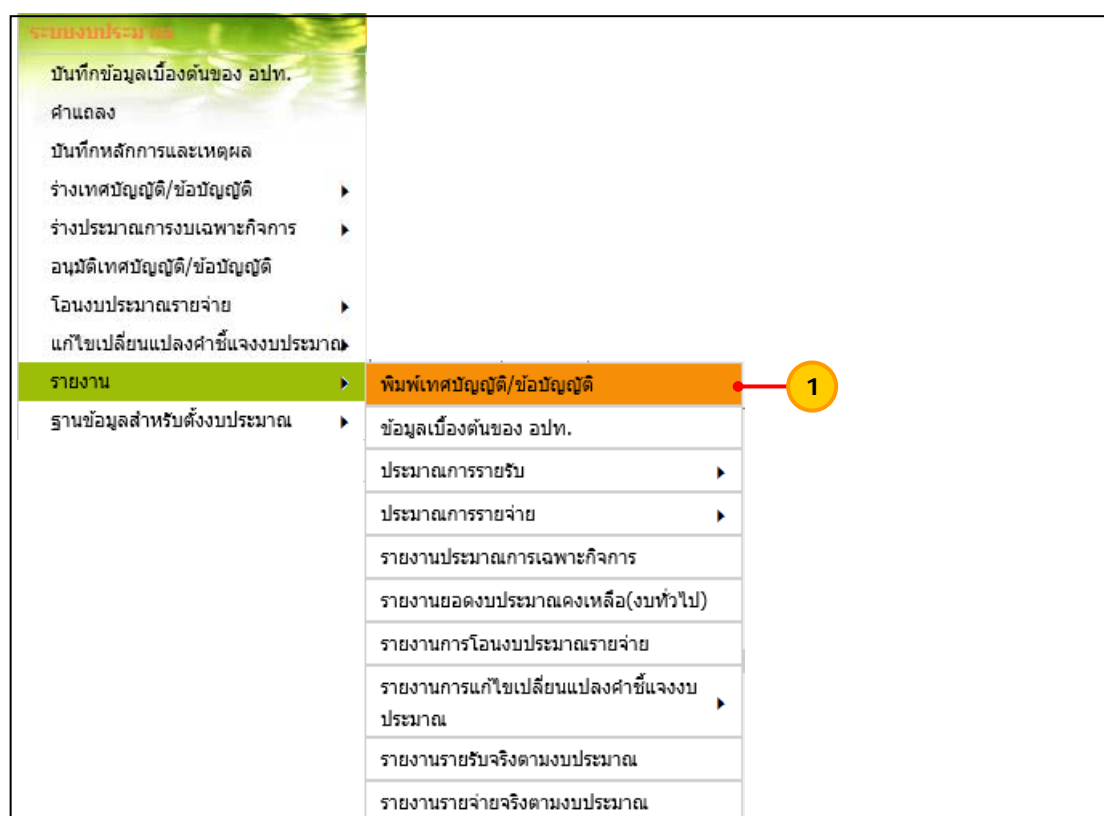 ระบบงบประมาณ
บันทึกข้อมูลเบื้องต้นของ อปท.
คำแถลง
บันทึกหลักการและเหตุผล
ร่างเทศบัญญัติ/ข้อบัญญัติ
ร่างประมาณการงบเฉพาะกิจการ
อนุมัติเทศบัญญัติ/ข้อบัญญัติ
โอนงบประมาณรายจ่าย
แก้ไขเปลี่ยนแปลงคำชี้แจงงบประมาณ
รายงาน
ฐานข้อมูลสำหรับตั้งงบประมาณ
พิมพ์เทศบัญญัติ/ข้อบัญญัติ
1
ข้อมูลเบื้องต้นของ อปท.
ประมาณการรายรับ
ประมาณการรายจ่าย
รายงานประมาณการเฉพาะกิจการ
รายงานยอดงบประมาณคงเหลือ(งบทั่วไป)
รายงานการโอนงบประมาณรายจ่าย
รายงานการแก้ไขเปลี่ยนแปลงคำชี้แจงงบ
ประมาณ
รายงานรายรับจริงตามงบประมาณ
รายงานรายจ่ายจริงตามงบประมาณ